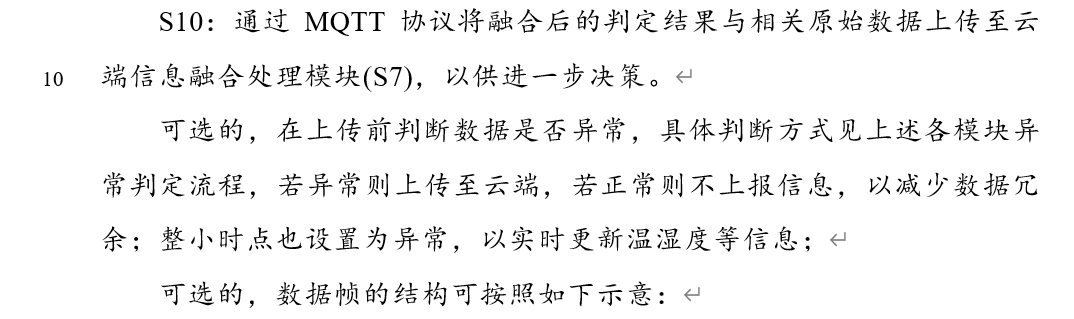 S10：通过 MQTT 协议将融合后的判定结果与相关原始数据上传至云
10 端信息融合处理模块(S7)，以供进一步决策。↵
可选的，在上传前判断数据是否异常，具体判断方式见上述各模块异
常判定流程，若异常则上传至云端，若正常则不上报信息，以减少数据冗
余；整小时点也设置为异常，以实时更新温湿度等信息；↵
可选的，数据帧的结构可按照如下示意：↵